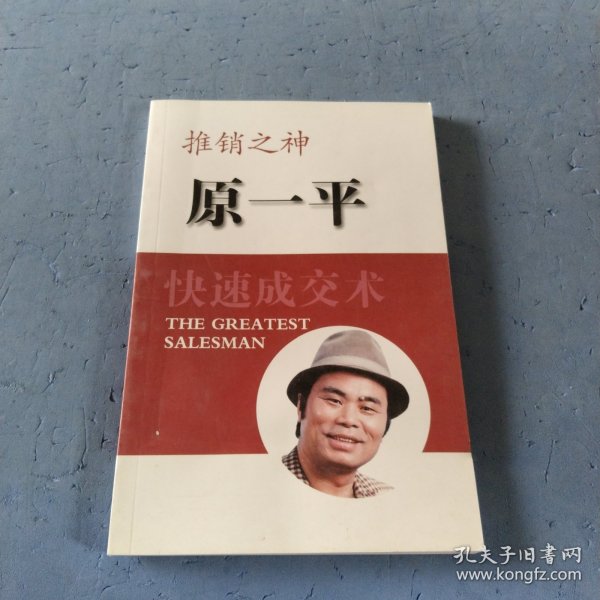 推销之神
原一平
快速成交术
THE GREATEST
SALESMAN
孔夫子旧书网
www.kongfz.com